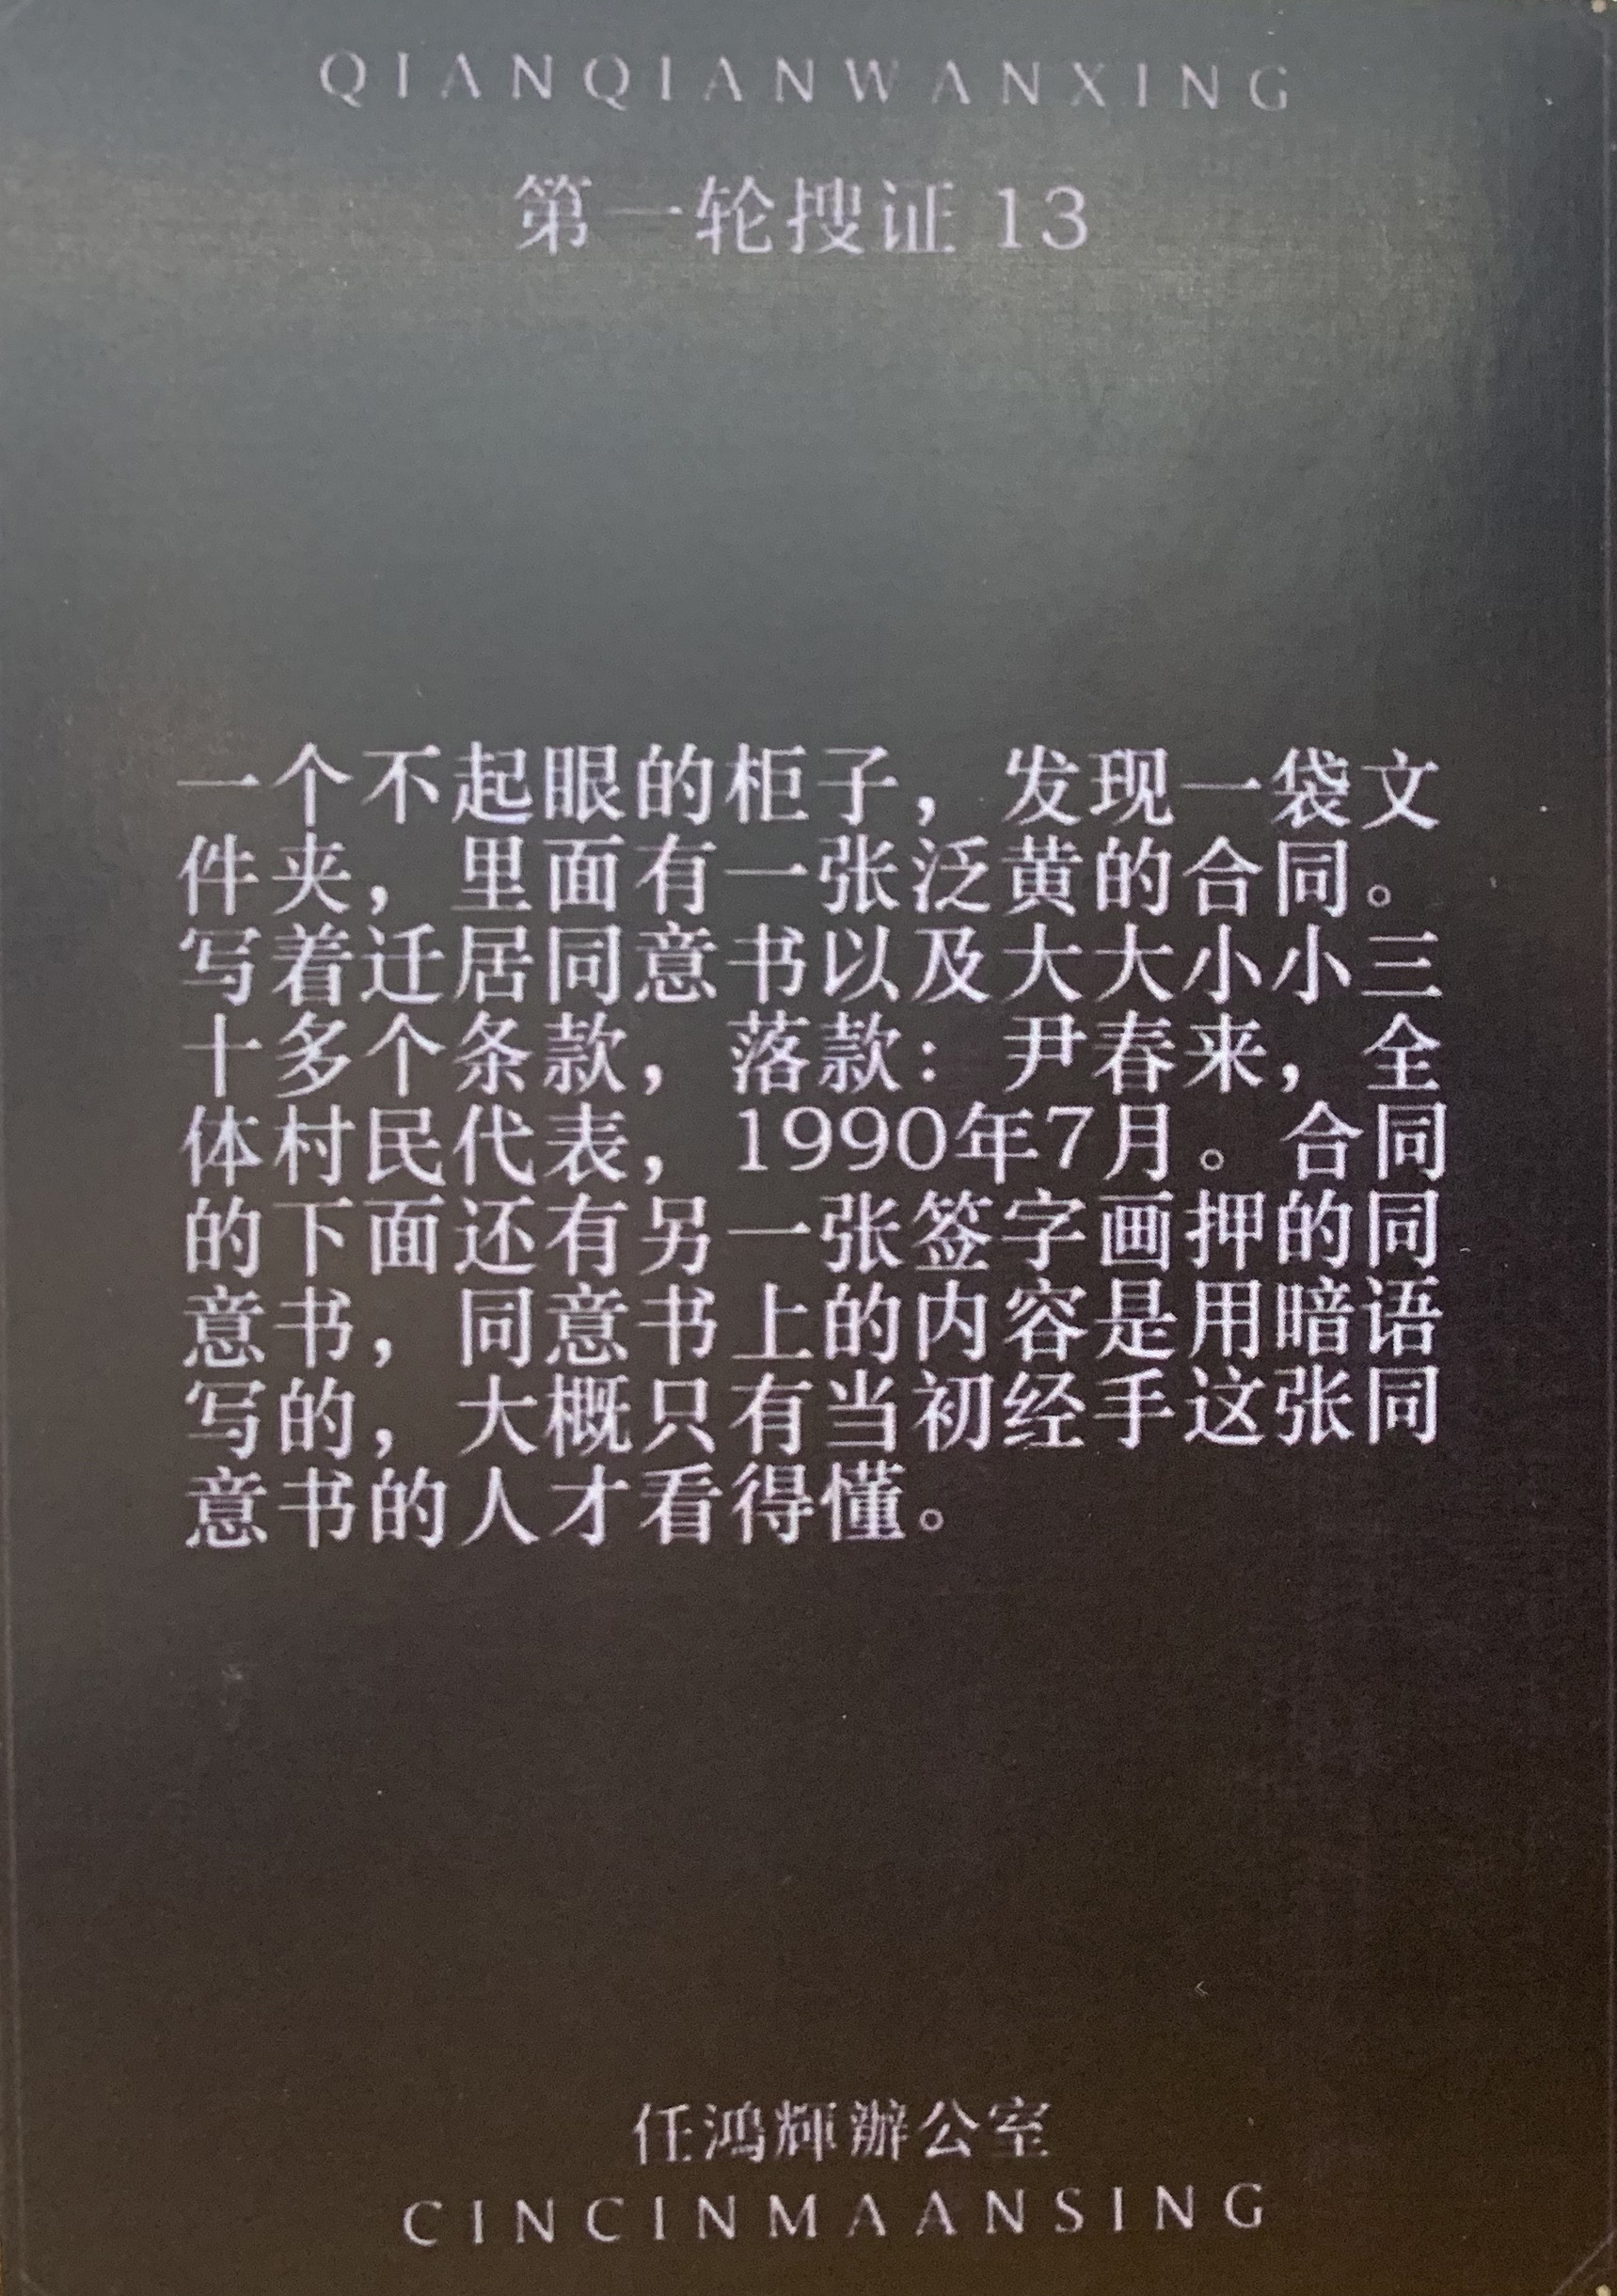 QIANQIANWANXING
第一轮搜证 13
一个不起眼的柜子，发现一袋文
件夹，里面有一张泛黄的合同。
写着迁居同意书以及大大小小三
十多个条款，落款：尹春来，全
体村民代表，1990年7月。合同
的下面还有另一张签字画押的同
意书，同意书上的内容是用暗语
写的，大概只有当初经手这张同
意书的人才看得懂。
任鴻輝辦公室
CINCINMAANSING